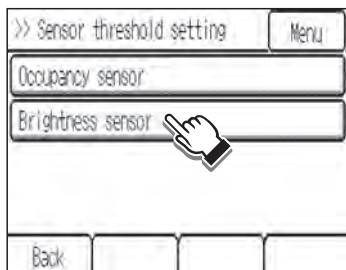 >> Sensor threshold setting
Menu
Occupancy sensor
Brightness sensor
Back